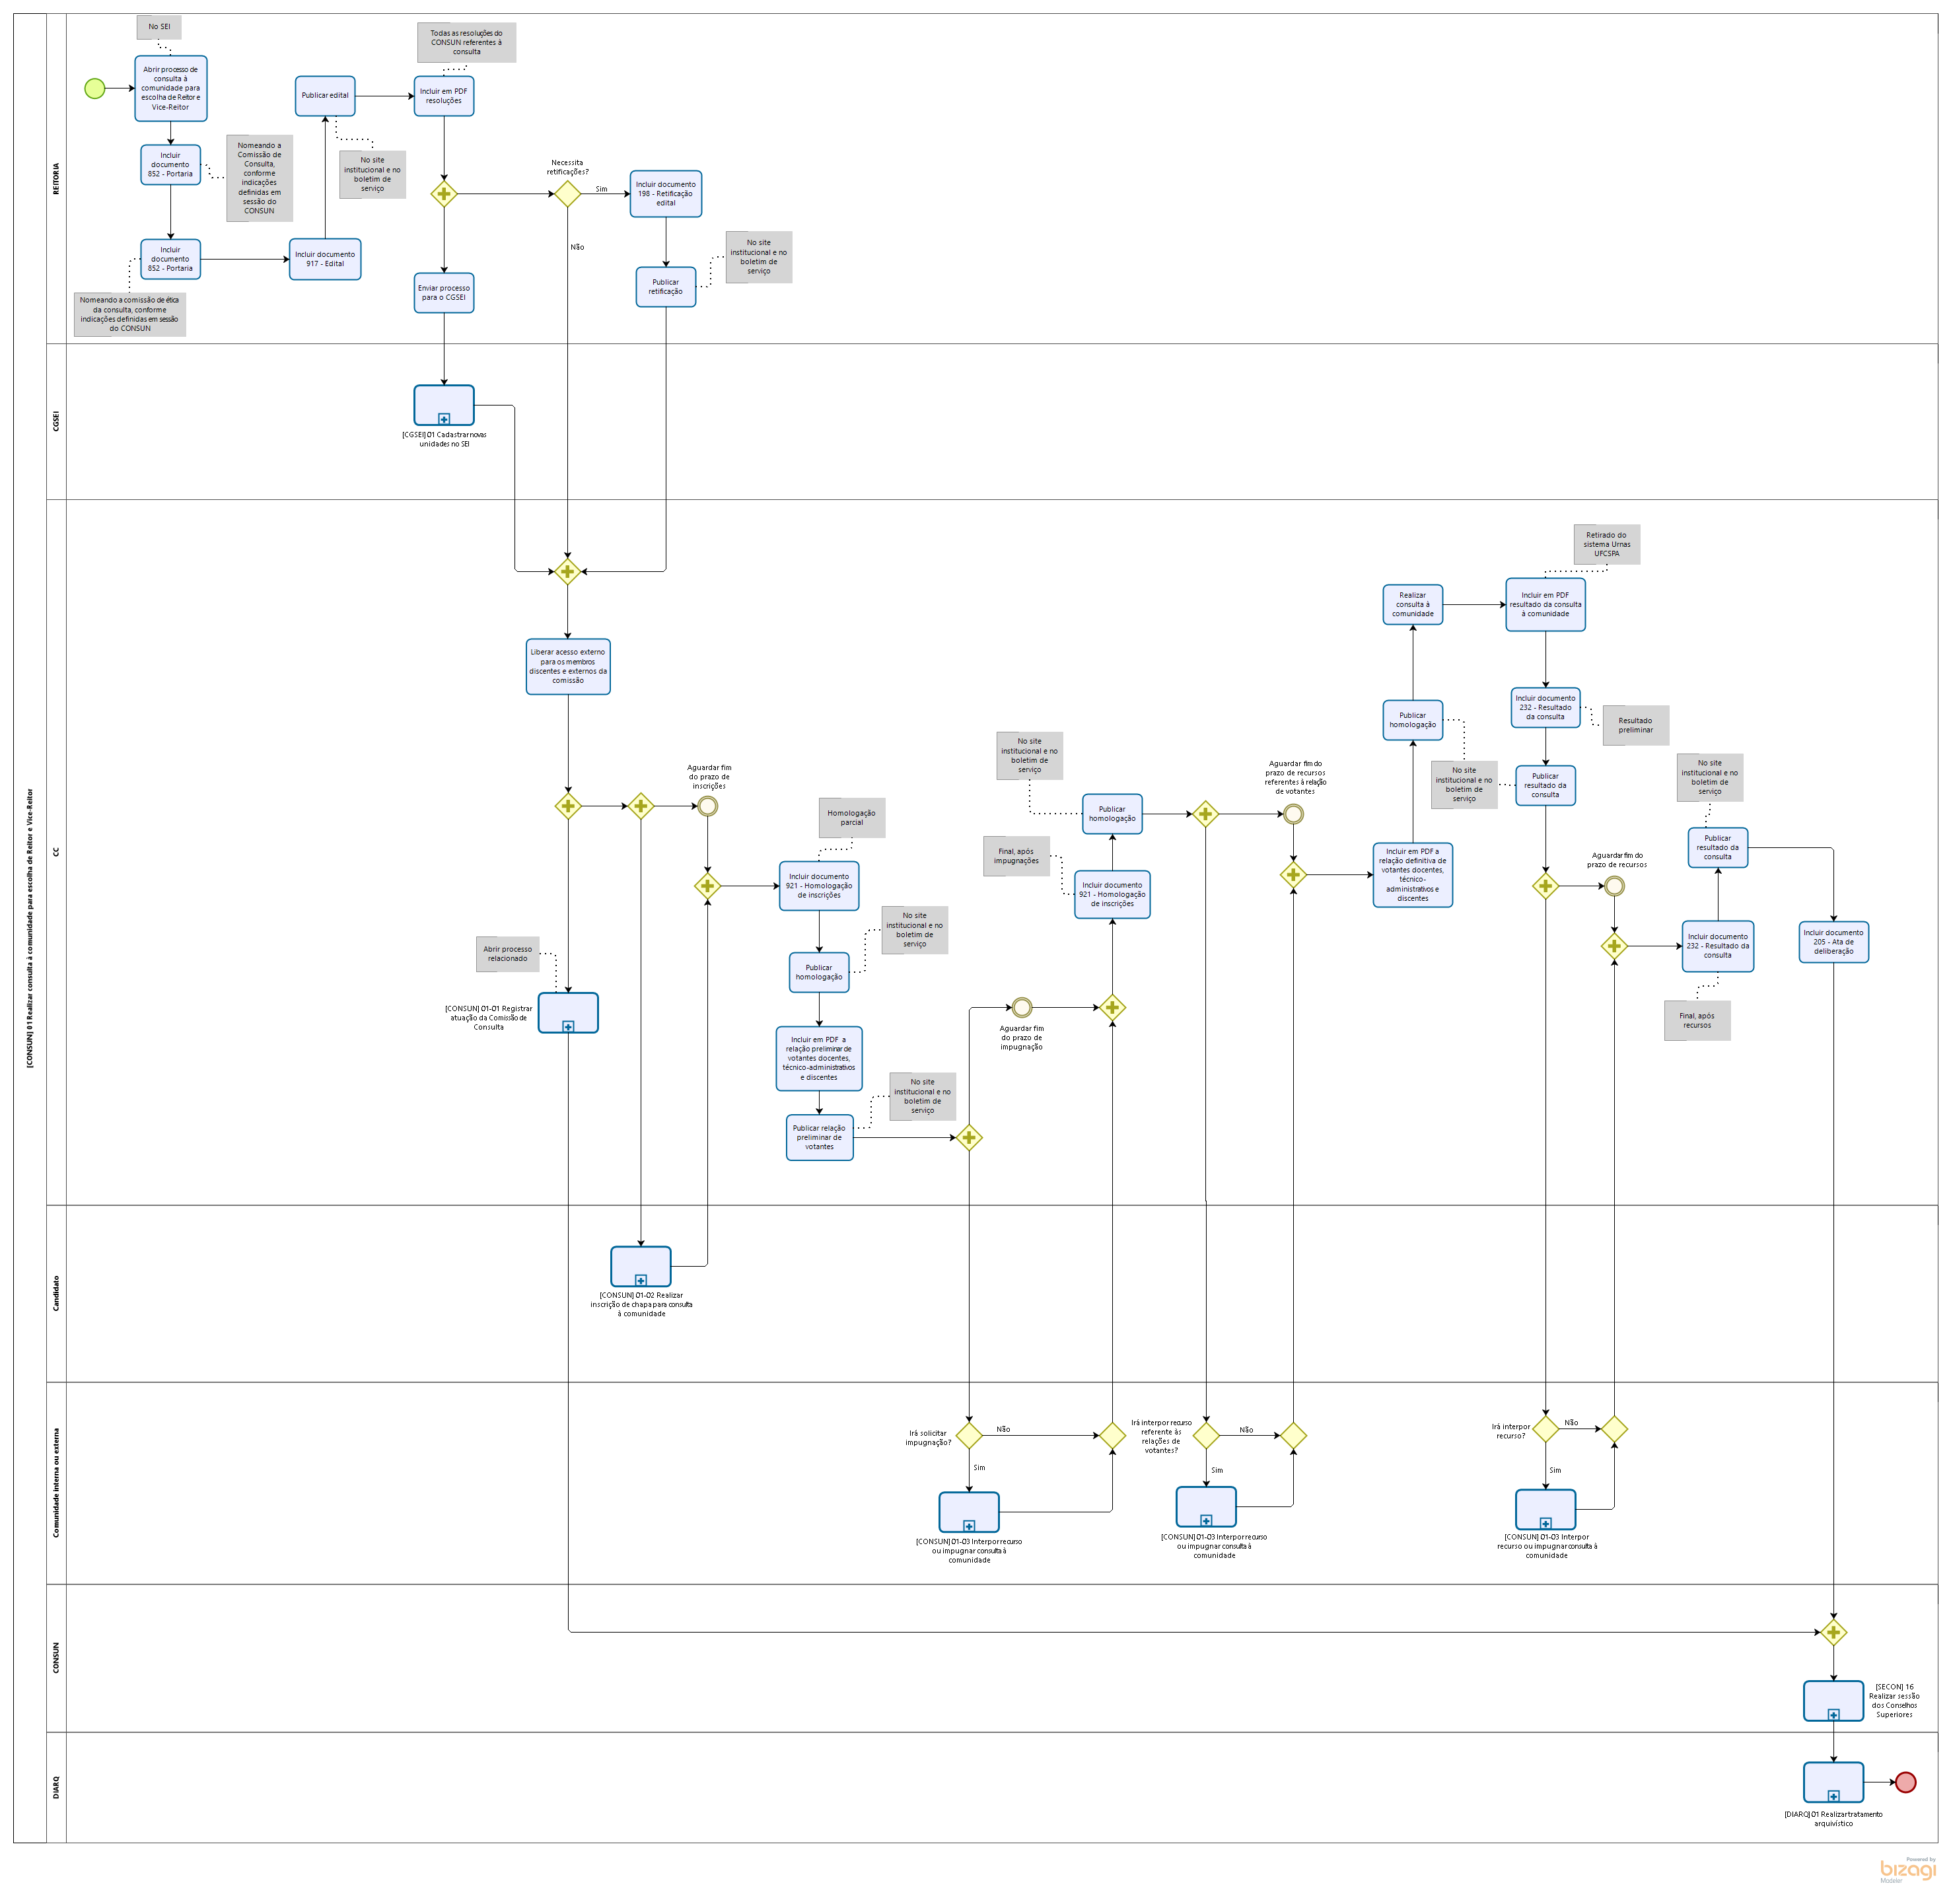 [CONSUN] 01 Realizar consulta à comunidade para escolha de Reitor e Vice-Reitor
REITORIA
No SEI
Abrir processo de
consulta à
comunidade para
escolha de Reitor e
Vice-Reitor
Incluir
documento
852 - Portaria
Nomeando a
Comissão de
Consulta,
conforme
indicações
definidas em
sessão do
CONSUN
Incluir
documento
852 - Portaria
Nomeando a comissão de ética
da consulta, conforme
indicações definidas em sessão
do CONSUN
Incluir documento
917 - Edital
Publicar edital
No site
institucional e no
boletim de
serviço
Todas as resoluções do
CONSUN referentes à
consulta
Incluir em PDF
resoluções
Necessita
retificações?
Sim
Não
Incluir documento
198 - Retificação
edital
Publicar
retificação
No site
institucional e no
boletim de
serviço
Enviar processo
para o CGSEI
CGSEI
[CGSEI] 01 Cadastrar novas
unidades no SEI
CC
Liberar acesso externo
para os membros
discentes e externos da
comissão
Abrir processo
relacionado
[CONSUN] 01-01 Registrar
atuação da Comissão de
Consulta
Aguardar fim
do prazo de
inscrições
Homologação
parcial
Incluir documento
921 - Homologação
de inscrições
Publicar
homologação
No site
institucional e no
boletim de
serviço
Incluir em PDF a
relação preliminar de
votantes docentes,
técnico-administrativos
e discentes
Publicar relação
preliminar de
votantes
No site
institucional e no
boletim de
serviço
Aguardar fim
do prazo de
impugnação
Final, após
impugnações
Incluir documento
921 - Homologação
de inscrições
Publicar
homologação
No site
institucional e no
boletim de
serviço
Aguardar fim do
prazo de recursos
referentes à relação
de votantes
Incluir em PDF a
relação definitiva de
votantes docentes,
técnico-
administrativos e
discentes
Publicar
homologação
No site
institucional e no
boletim de
serviço
Realizar
consulta à
comunidade
Retirado do
sistema Urnas
UFCSPA
Incluir em PDF
resultado da consulta
à comunidade
Incluir documento
232 - Resultado
da consulta
Resultado
preliminar
Publicar
resultado da
consulta
Aguardar fim do
prazo de recursos
Incluir documento
232 - Resultado da
consulta
Final, após
recursos
Publicar
resultado da
consulta
No site
institucional e no
boletim de
serviço
Incluir documento
205 - Ata de
deliberação
Candidato
[CONSUN] 01-02 Realizar
inscrição de chapa para consulta
à comunidade
Comunidade interna ou externa
Irá solicitar
impugnação?
Não
Sim
[CONSUN] 01-03 Interpor recurso
ou impugnar consulta à
comunidade
Irá interpor recurso
referente às
relações de
votantes?
Não
Sim
[CONSUN] 01-03 Interpor recurso
ou impugnar consulta à
comunidade
Irá interpor
recurso?
Não
Sim
[CONSUN] 01-03 Interpor
recurso ou impugnar consulta à
comunidade
CONSUN
[SECON] 16
Realizar sessão
dos Conselhos
Superiores
DIARQ
[DIARQ] 01 Realizar tratamento
arquivístico
Powered by
bizagi
Modeler